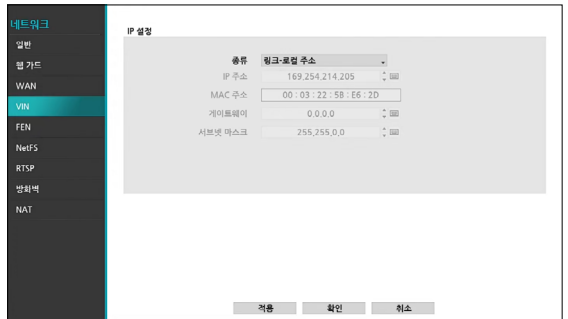 네트워크
일반
웹 가드
WAN
VIN
FEN
NetFS
RTSP
방화벽
NAT
IP 설정
종류 링크-로컬 주소
IP 주소 169.254.214.205
MAC 주소 00 : 03 : 22 : 5B : E6 : 2D
게이트웨이 0.0.0.0
서브넷 마스크 255.255.0.0
적용 확인 취소